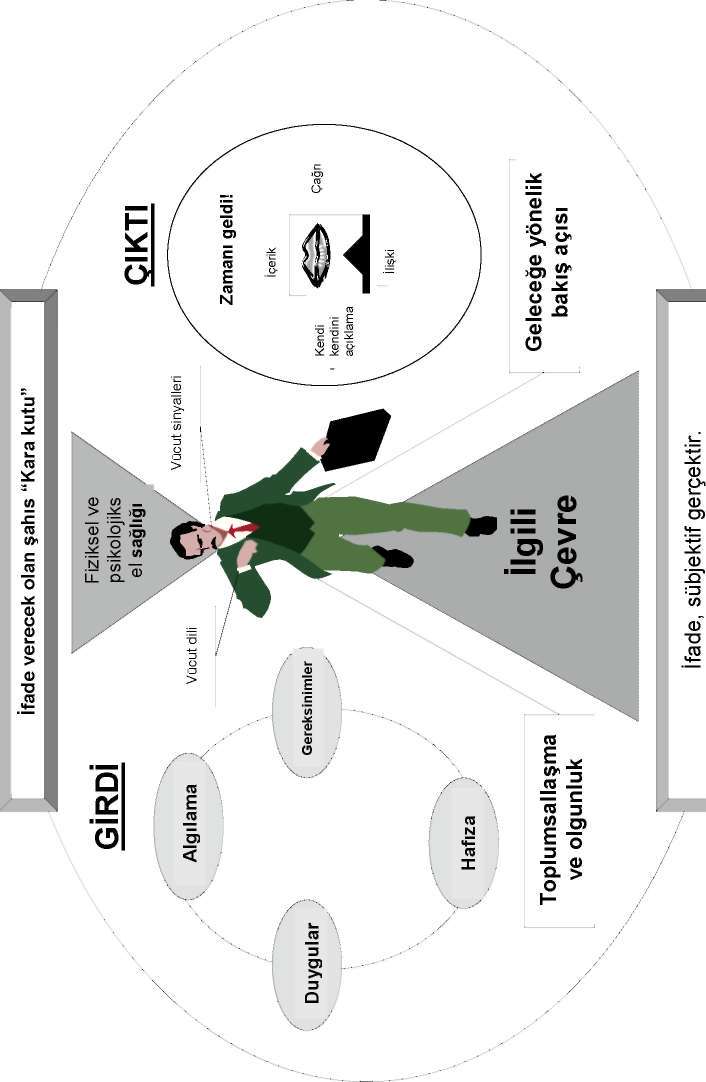 İfade verecek olan şahıs “Kara kutu”
GİRDİ
ÇIKTI
Fiziksel ve
psikolojiks
el sağlığı
Vücut dili
Vücut sinyalleri
Algılama
Gereksinimler
Duygular
Hafıza
Zamanı geldi!
İçerik
Çağrı
Kendi
kendini
açıklama
İlişki
İlgili
Çevre
Toplumsallaşma
ve olgunluk
Geleceğe yönelik
bakış açısı
İfade, sübjektif gerçektir.